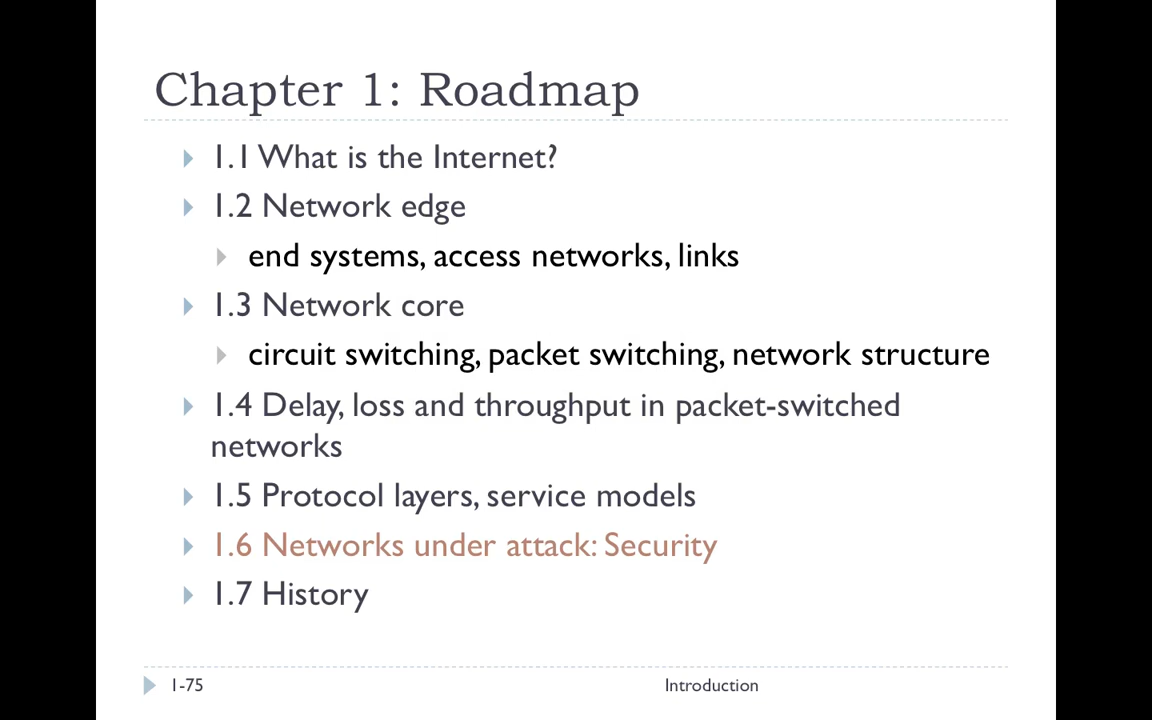 Chapter 1: Roadmap
1.1 What is the Internet?
1.2 Network edge
end systems, access networks, links
1.3 Network core
circuit switching, packet switching, network structure
1.4 Delay, loss and throughput in packet-switched
networks
1.5 Protocol layers, service models
1.6 Networks under attack: Security
1.7 History
1-75
Introduction